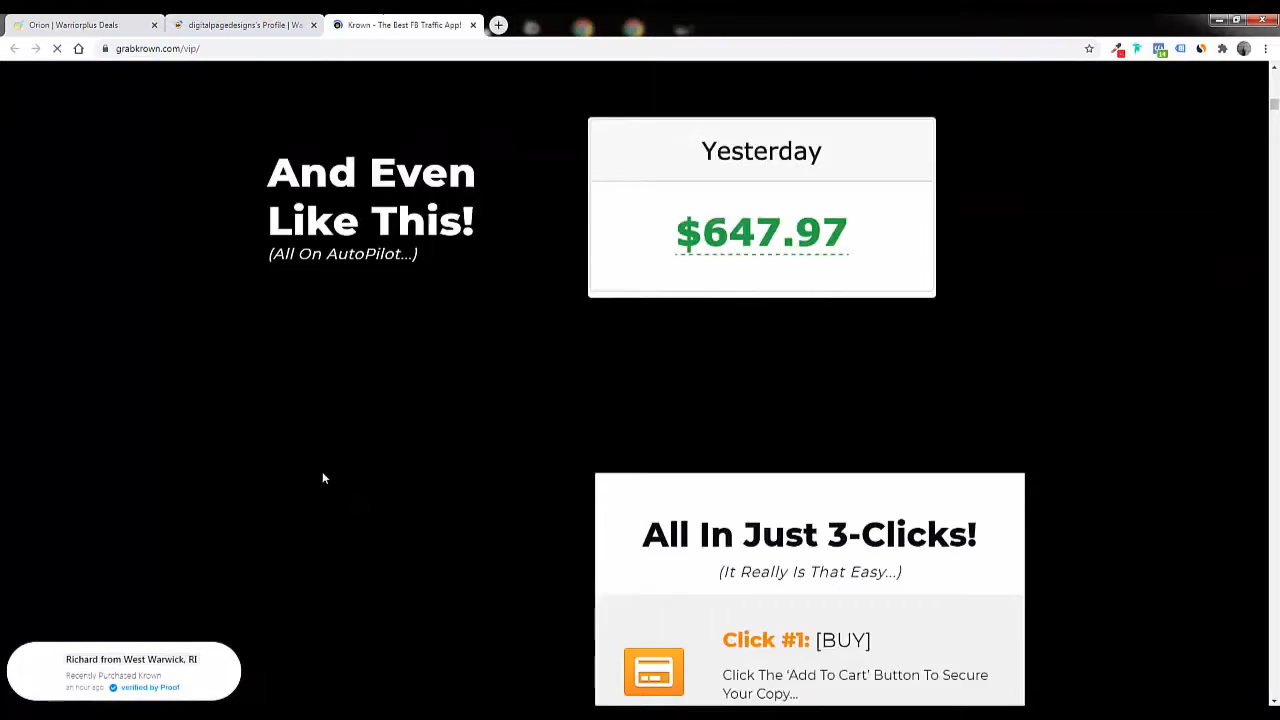 Orion | Warriorplus Deals
digitalpagedesigns's Profile | Wa
Krown - The Best FB Traffic App!
grabkrown.com/vip/
And Even
Like This!
(All On AutoPilot...)
Yesterday
$647.97
All In Just 3-Clicks!
(It Really Is That Easy...)
Click #1: [BUY]
Click The ‘Add To Cart’ Button To Secure
Your Copy...
Richard from West Warwick, RI
Recently Purchased Krown
an hour ago verified by Proof